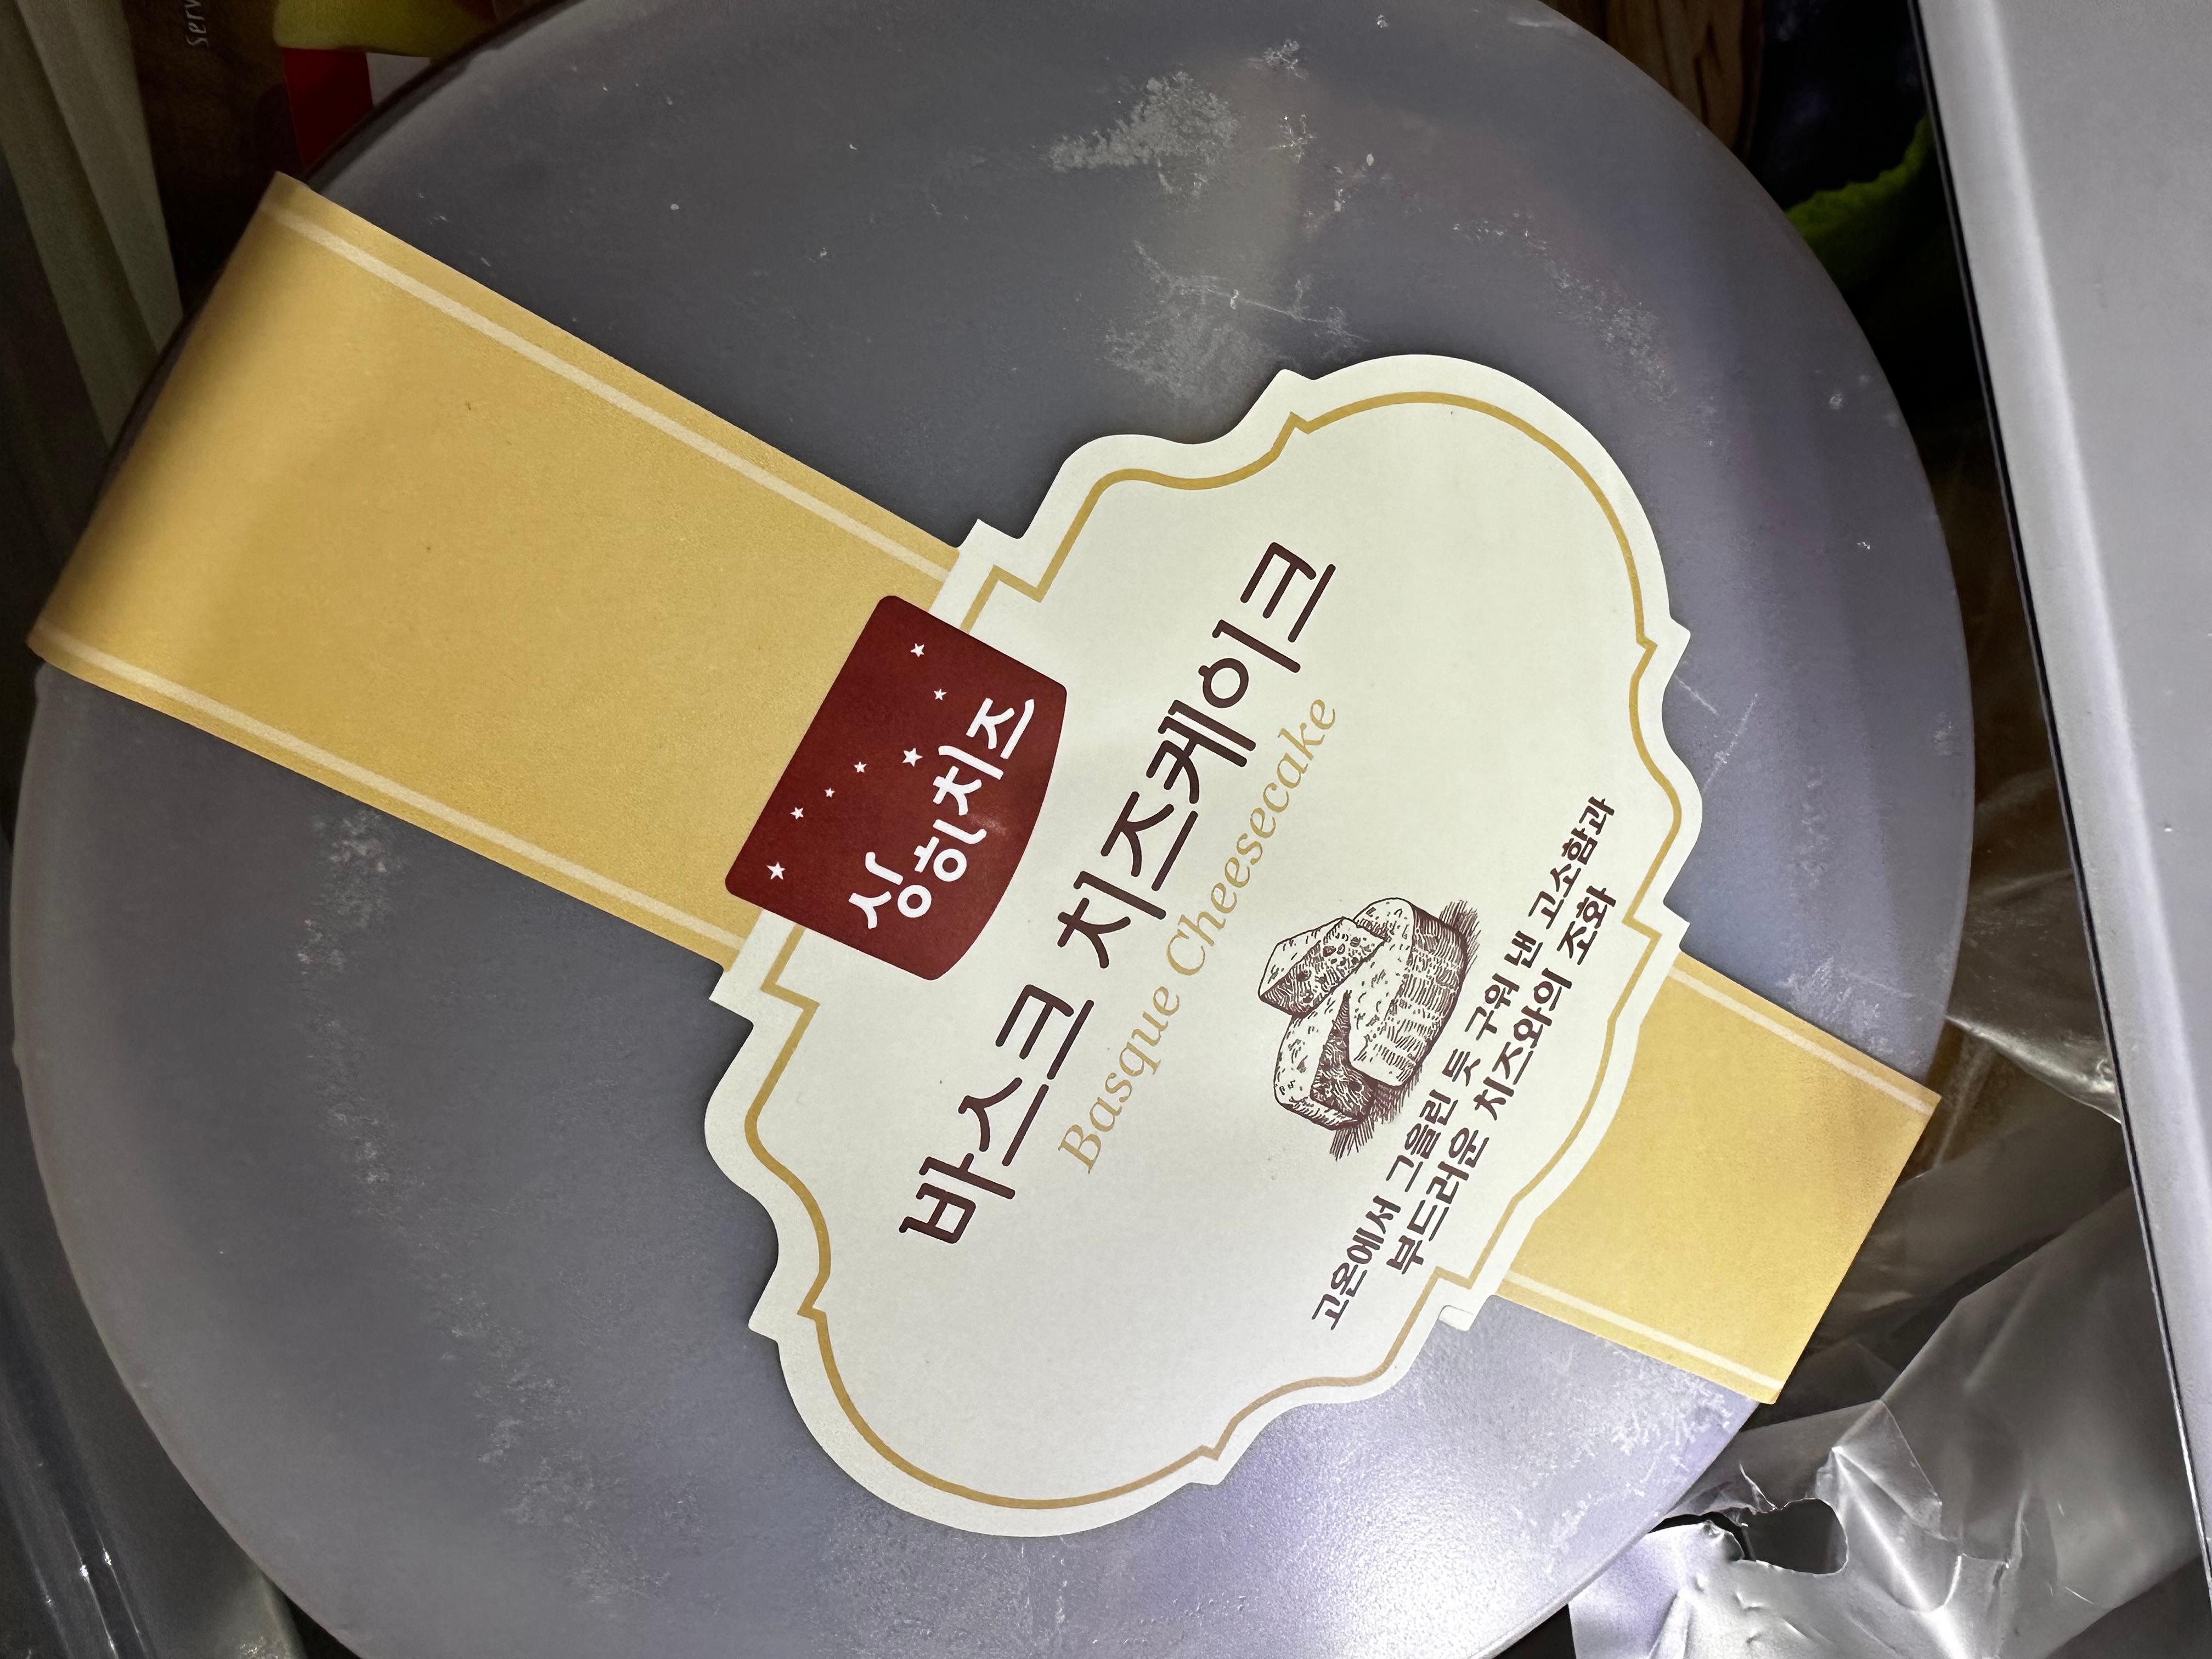 상하치즈
바스크 치즈케이크
Basque Cheesecake
고온에서 그을린 듯 구워 낸 고소함과
부드러운 치즈와의 조화